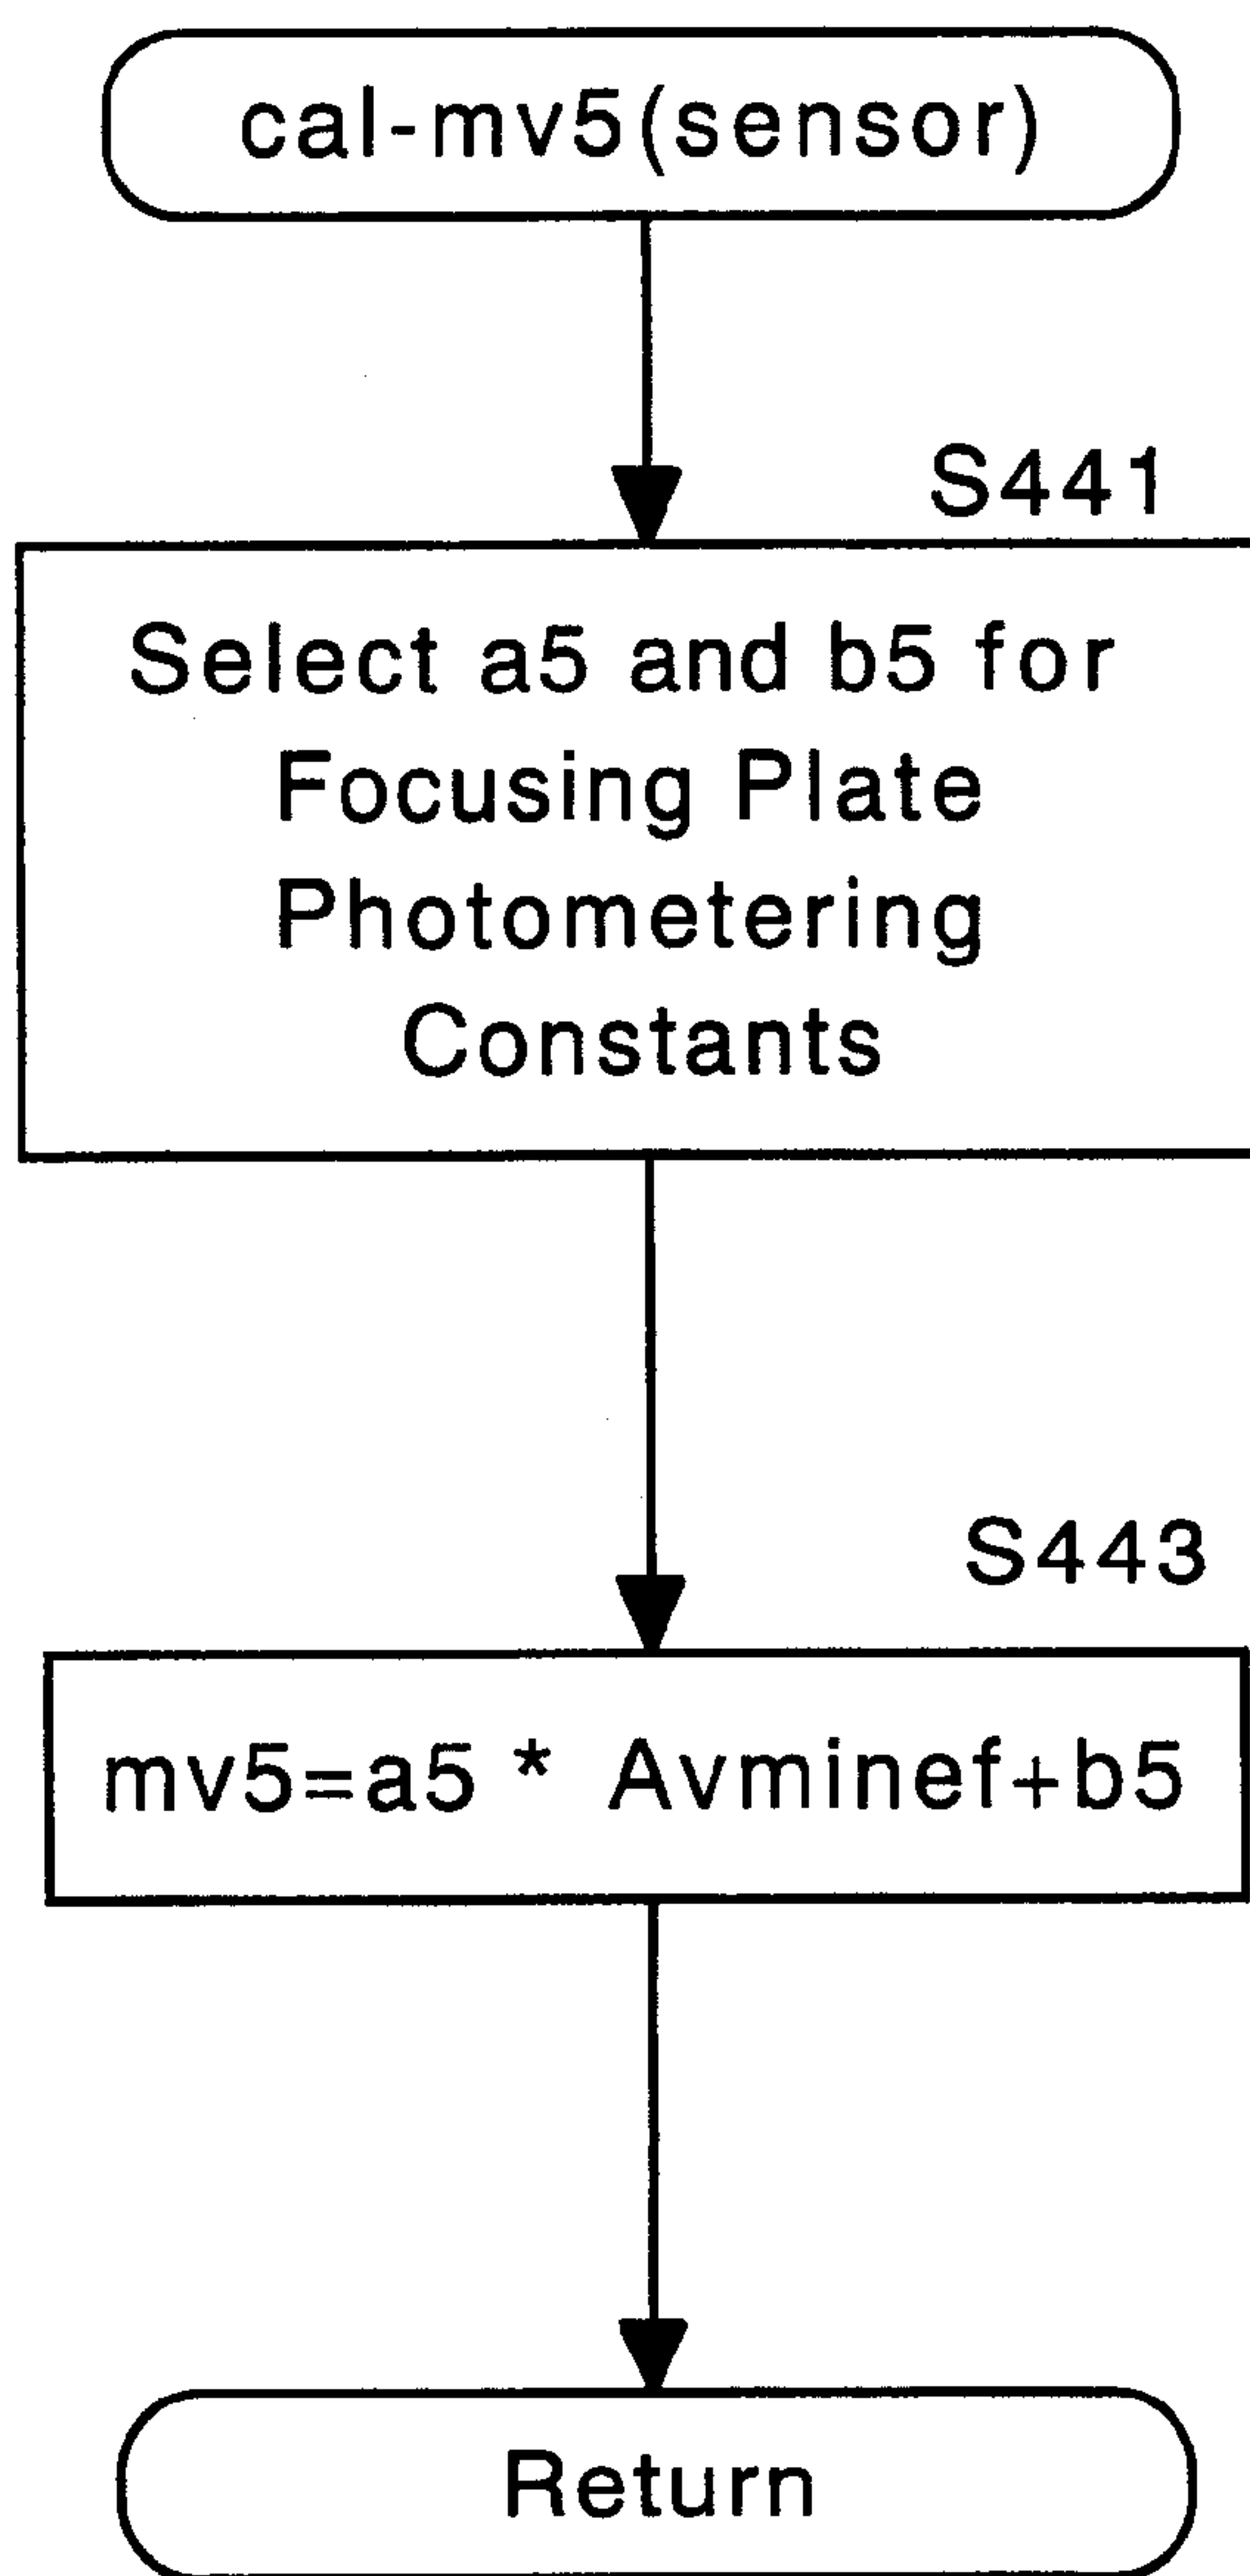 cal-mv5(sensor)
S441
Select a5 and b5 for
Focusing Plate
Photometering
Constants
S443
mv5=a5 * Avminef+b5
Return